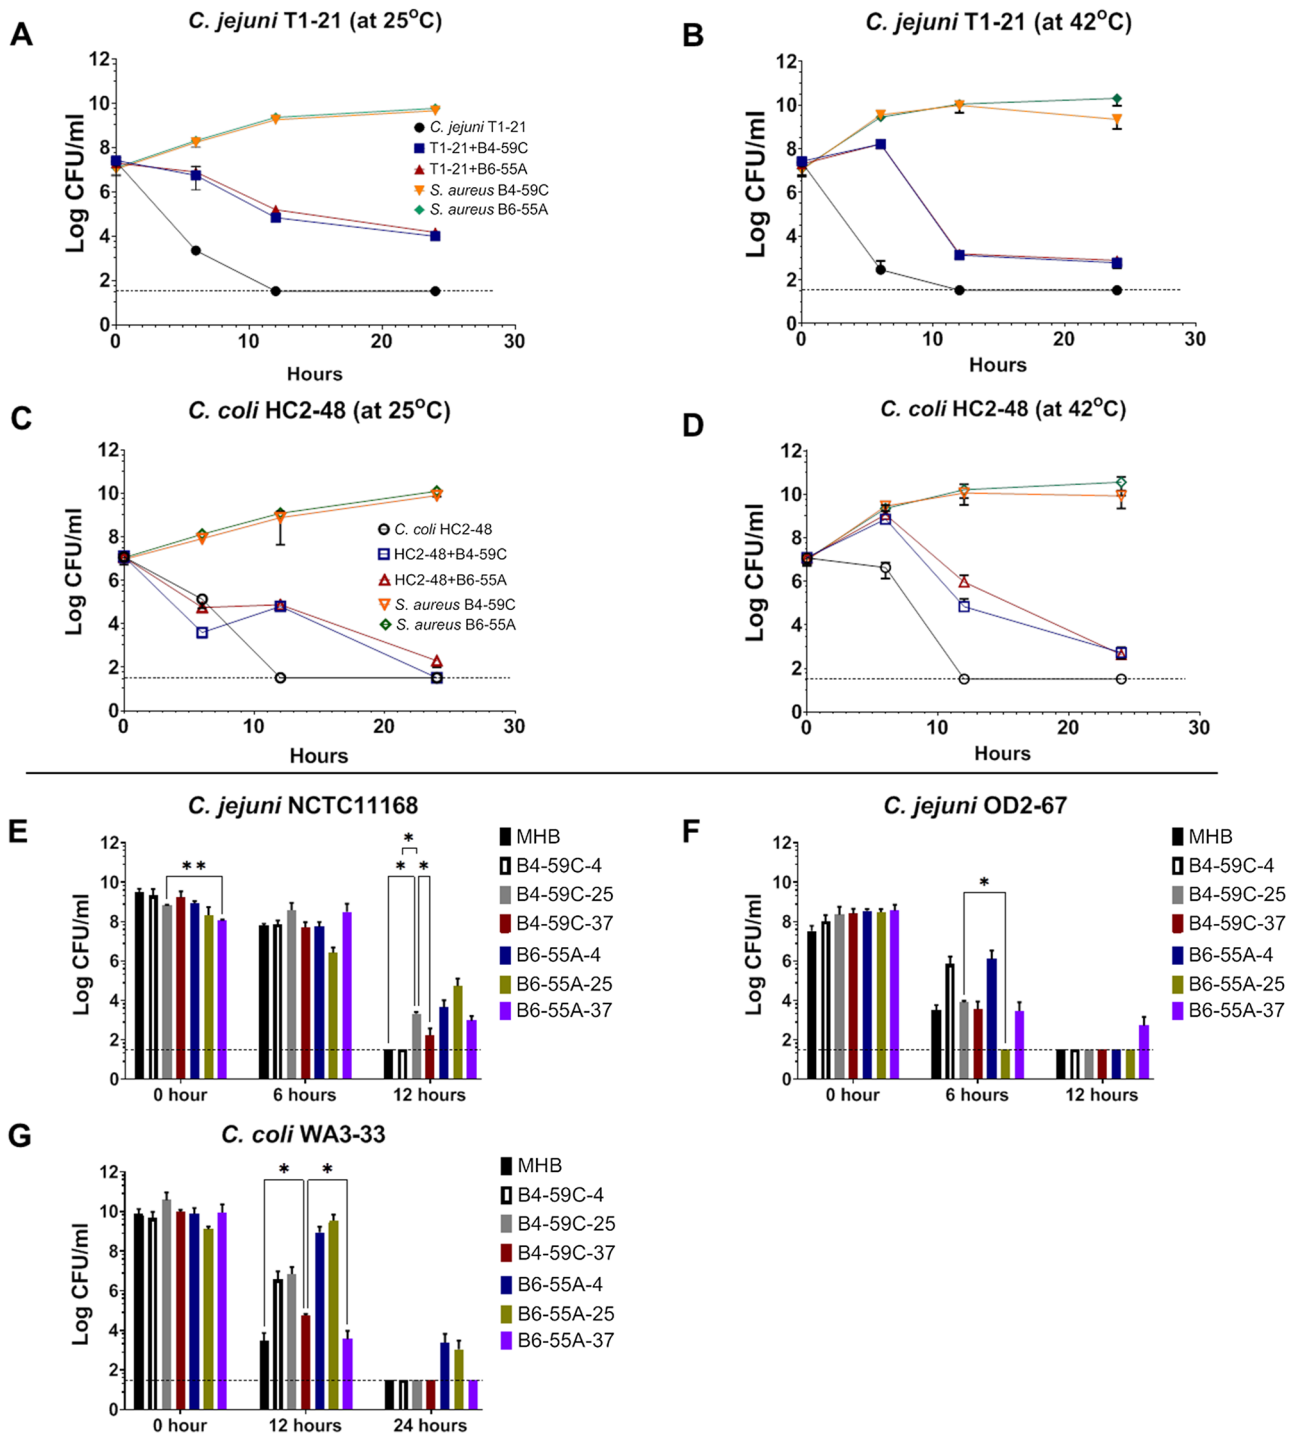 A
C. jejuni T1-21 (at 25°C)
12
10
8
6
4
2
0
Log CFU/ml
0
10
20
30
Hours
C. jejuni T1-21
T1-21+B4-59C
T1-21+B6-55A
S. aureus B4-59C
S. aureus B6-55A
B
C. jejuni T1-21 (at 42°C)
12
10
8
6
4
2
0
Log CFU/ml
0
10
20
30
Hours
C
C. coli HC2-48 (at 25°C)
12
10
8
6
4
2
0
Log CFU/ml
0
10
20
30
Hours
C. coli HC2-48
HC2-48+B4-59C
HC2-48+B6-55A
S. aureus B4-59C
S. aureus B6-55A
D
C. coli HC2-48 (at 42°C)
12
10
8
6
4
2
0
Log CFU/ml
0
10
20
30
Hours
E
C. jejuni NCTC11168
12
10
8
6
4
2
0
Log CFU/ml
**
*
*
*
0 hour
6 hours
12 hours
MHB
B4-59C-4
B4-59C-25
B4-59C-37
B6-55A-4
B6-55A-25
B6-55A-37
F
C. jejuni OD2-67
12
10
8
6
4
2
0
Log CFU/ml
*
0 hour
6 hours
12 hours
MHB
B4-59C-4
B4-59C-25
B4-59C-37
B6-55A-4
B6-55A-25
B6-55A-37
G
C. coli WA3-33
12
10
8
6
4
2
0
Log CFU/ml
*
*
0 hour
12 hours
24 hours
MHB
B4-59C-4
B4-59C-25
B4-59C-37
B6-55A-4
B6-55A-25
B6-55A-37